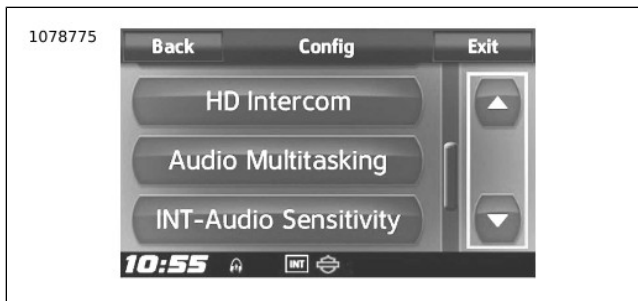 1078775
Back Config Exit
HD Intercom
Audio Multitasking
INT-Audio Sensitivity
10:55 INT